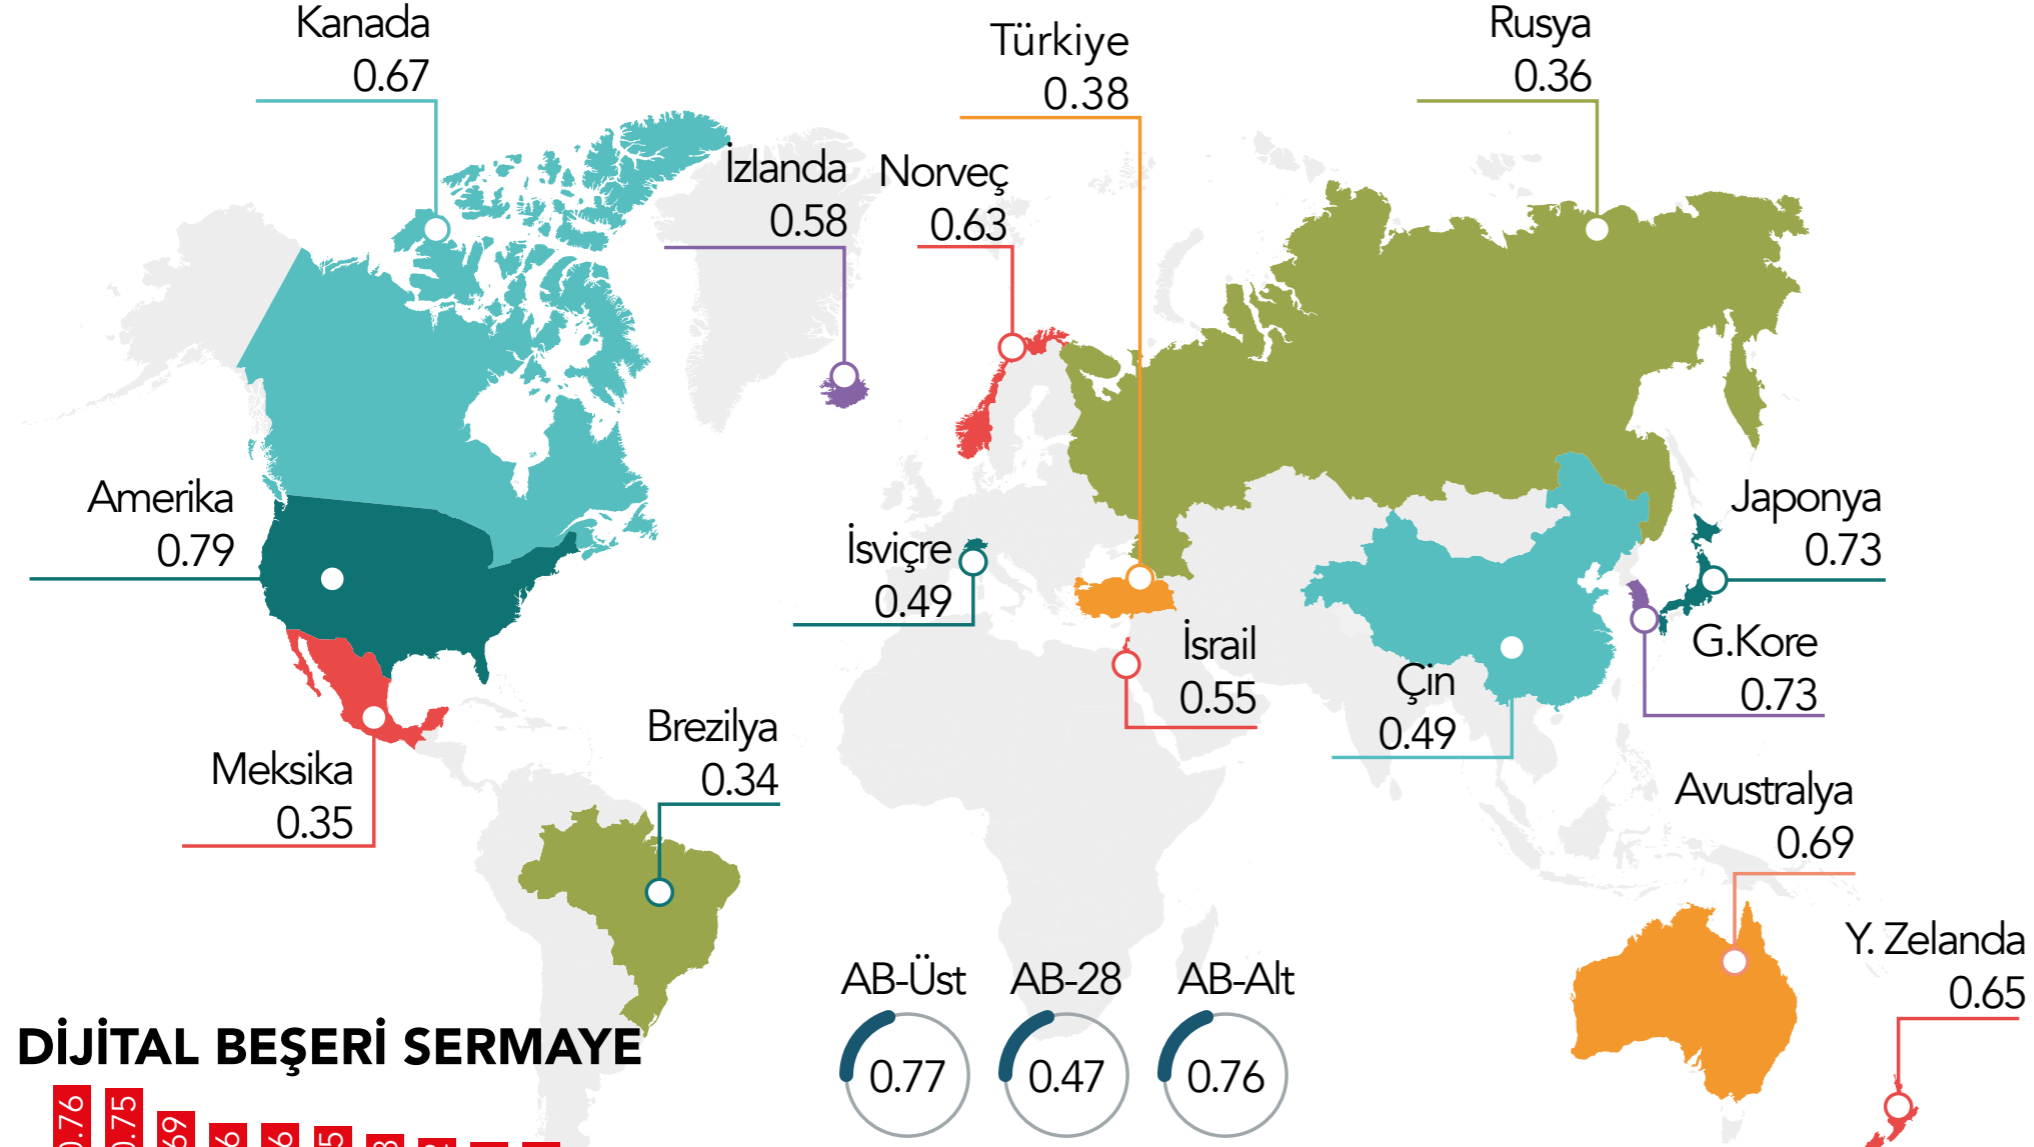 Kanada
0.67
Türkiye
0.38
Rusya
0.36
İzlanda
0.58
Norveç
0.63
Amerika
0.79
İsviçre
0.49
Japonya
0.73
İsrail
0.55
Çin
0.49
G.Kore
0.73
Meksika
0.35
Brezilya
0.34
Avustralya
0.69
Y. Zelanda
0.65
AB-Üst
0.77
AB-28
0.47
AB-Alt
0.76
DİJİTAL BEŞERİ SERMAYE
0.76
0.75